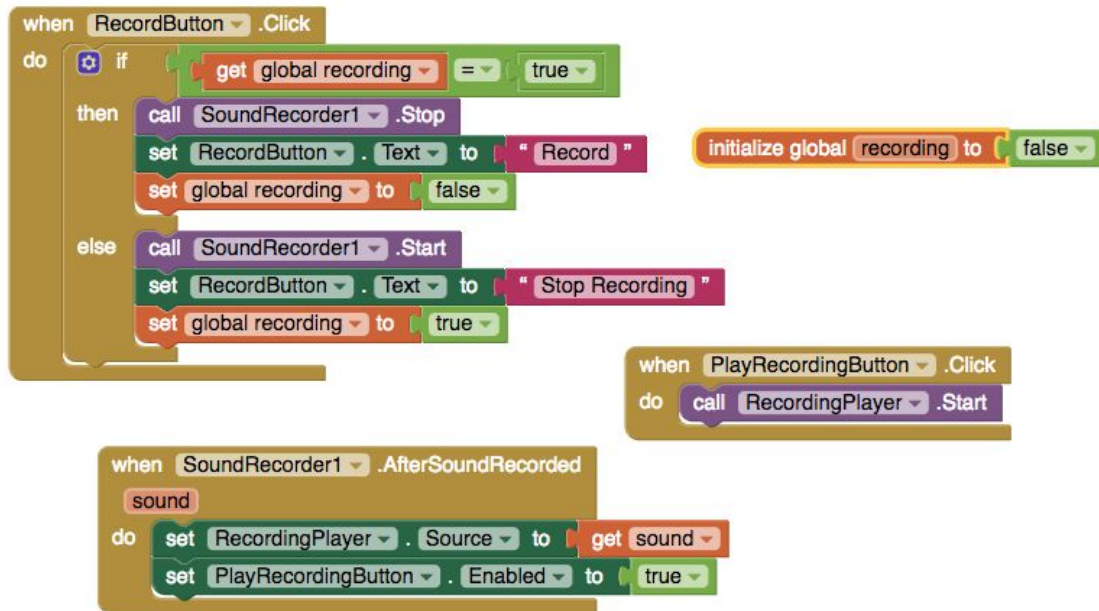 when RecordButton .Click
do if get global recording = true
then call SoundRecorder1 .Stop
set RecordButton . Text to " Record "
set global recording to false
else call SoundRecorder1 .Start
set RecordButton . Text to " Stop Recording "
set global recording to true
initialize global recording to false
when PlayRecordingButton .Click
do call RecordingPlayer .Start
when SoundRecorder1 .AfterSoundRecorded
sound
do set RecordingPlayer . Source to get sound
set PlayRecordingButton . Enabled to true